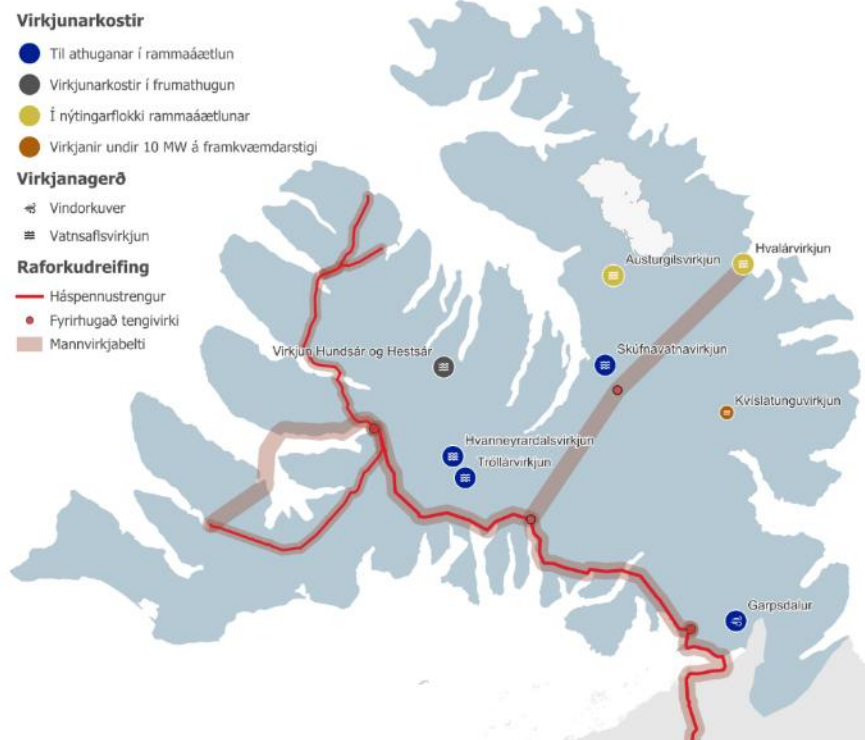 Virkjunarkostir
Til athuganar í rammaáætlun
Virkjunarkostir í frumathugun
Í nýtingarflokki rammaáætlunar
Virkjanir undir 10 MW á framkvæmdarstigi
Virkjanagerð
Vindorkuver
Vatnsaflsvirkjun
Raforkudreifing
Háspennustrengur
Fyrirhugað tengivirki
Mannvirkjabelti
Hvalárvirkjun
Austurgilsvirkjun
Virkjun Hundsár og Hestsár
Skúfnavatnavirkjun
Kvíslatunguvirkjun
Hvanneyrardalsvirkjun
Tröllárvirkjun
Garpsdalur